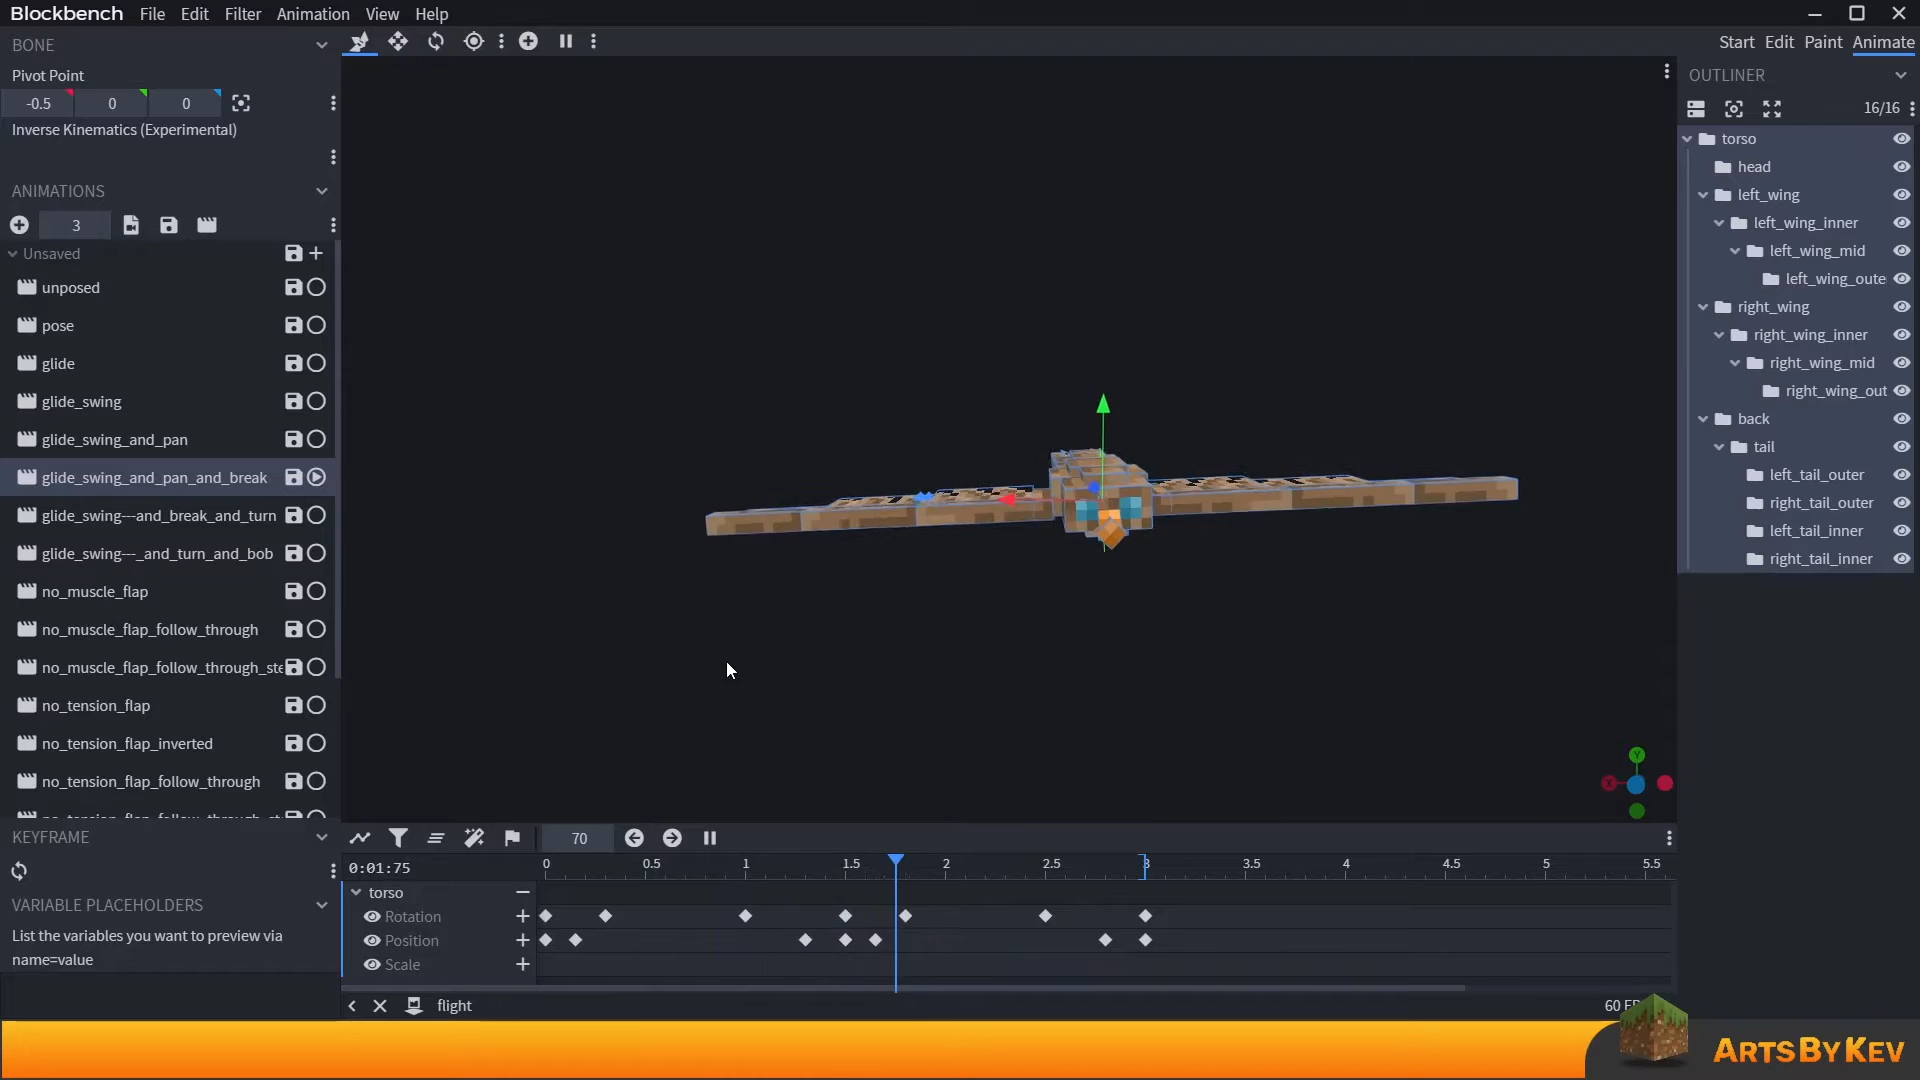 Blockbench File Edit Filter Animation View Help
Start Edit Paint Animate
BONE
Pivot Point
-0.5 0 0
Inverse Kinematics (Experimental)
ANIMATIONS
3
Unsaved
unposed
pose
glide
glide_swing
glide_swing_and_pan
glide_swing_and_pan_and_break
glide_swing---and_break_and_turn
glide_swing---_and_turn_and_bob
no_muscle_flap
no_muscle_flap_follow_through
no_muscle_flap_follow_through_ste
no_tension_flap
no_tension_flap_inverted
no_tension_flap_follow_through
KEYFRAME
VARIABLE PLACEHOLDERS
List the variables you want to preview via
name=value
OUTLINER
16/16
torso
head
left_wing
left_wing_inner
left_wing_mid
left_wing_oute
right_wing
right_wing_inner
right_wing_mid
right_wing_out
back
tail
left_tail_outer
right_tail_outer
left_tail_inner
right_tail_inner
Y
X
70
0:01:75
0 0.5 1 1.5 2 2.5 3 3.5 4 4.5 5 5.5
torso
Rotation
Position
Scale
flight
60
ARTSBYKEV